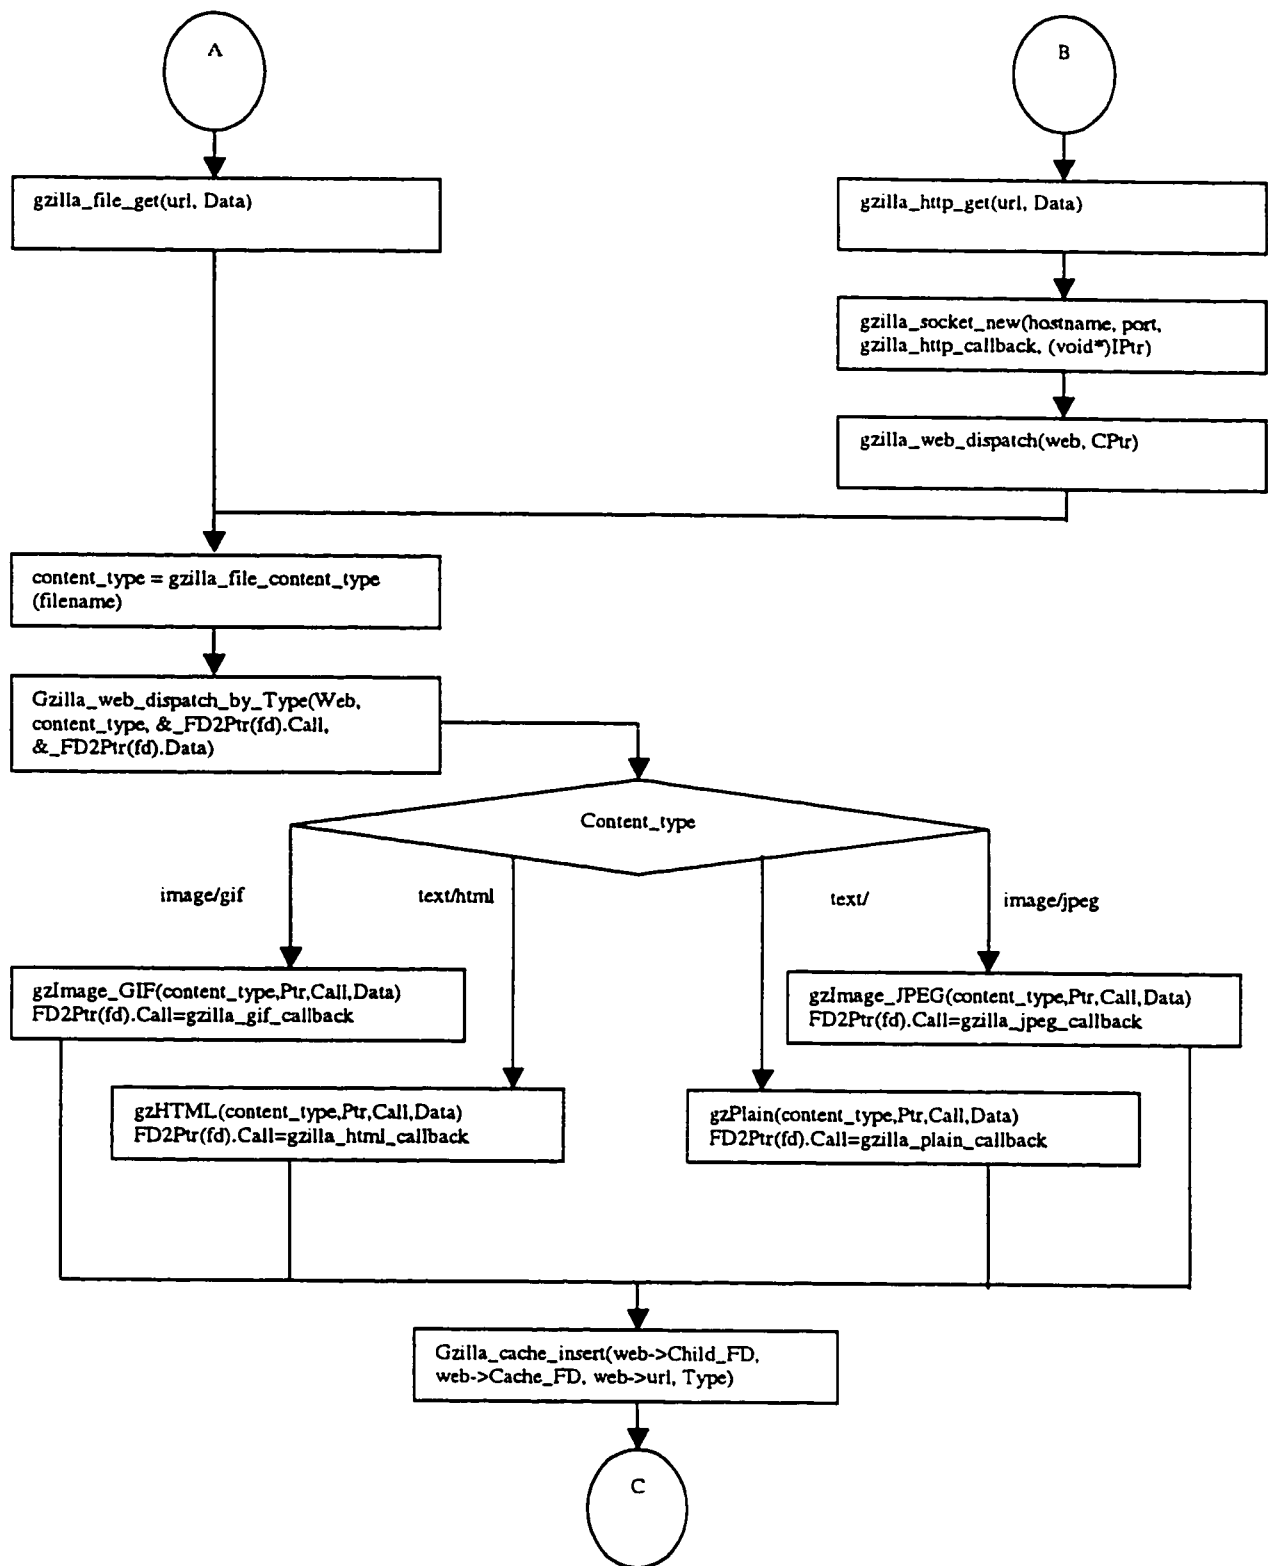 A
B
gzilla_file_get(url, Data)
gzilla_http_get(url, Data)
gzilla_socket_new(hostname, port,
gzilla_http_callback, (void*)IPtr)
gzilla_web_dispatch(web, CPtr)
content_type = gzilla_file_content_type
(filename)
Gzilla_web_dispatch_by_Type(Web,
content_type, &_FD2Ptr(fd).Call,
&_FD2Ptr(fd).Data)
Content_type
image/gif
text/html
text/
image/jpeg
gzImage_GIF(content_type,Ptr,Call,Data)
FD2Ptr(fd).Call=gzilla_gif_callback
gzImage_JPEG(content_type,Ptr,Call,Data)
FD2Ptr(fd).Call=gzilla_jpeg_callback
gzHTML(content_type,Ptr,Call,Data)
FD2Ptr(fd).Call=gzilla_html_callback
gzPlain(content_type,Ptr,Call,Data)
FD2Ptr(fd).Call=gzilla_plain_callback
Gzilla_cache_insert(web->Child_FD,
web->Cache_FD, web->url, Type)
C